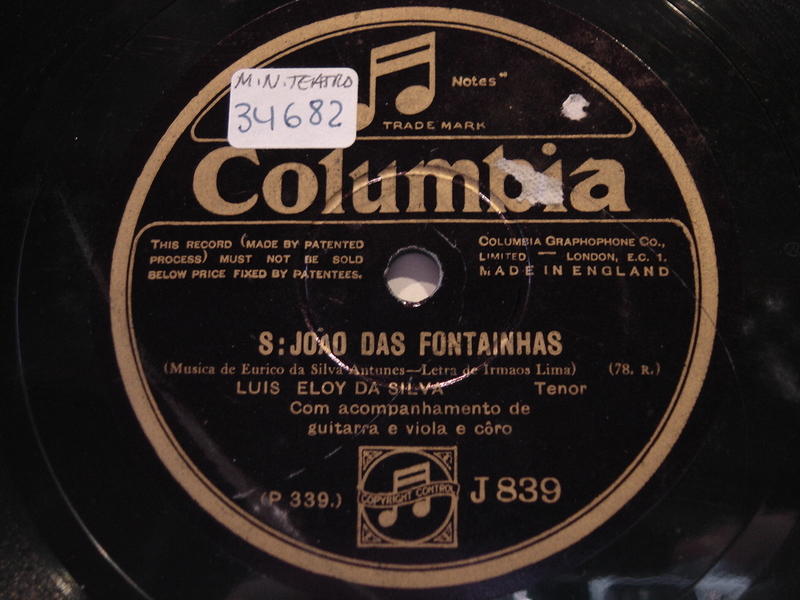 M.N.TEATRO
34682
Notes"
TRADE MARK
Columbia
THIS RECORD (MADE BY PATENTED
PROCESS) MUST NOT BE SOLD
BELOW PRICE FIXED BY PATENTEES.
COLUMBIA GRAPHOPHONE CO.,
LIMITED — LONDON, E.C. 1.
MADE IN ENGLAND
S: JOÃO DAS FONTAINHAS
(Musica de Eurico da Silva Antunes—Letra de Irmaos Lima) (78. R.)
LUIS ELOY DA SILVA Tenor
Com acompanhamento de
guitarra e viola e côro
(P 339.)
COPYRIGHT CONTROL
J 839